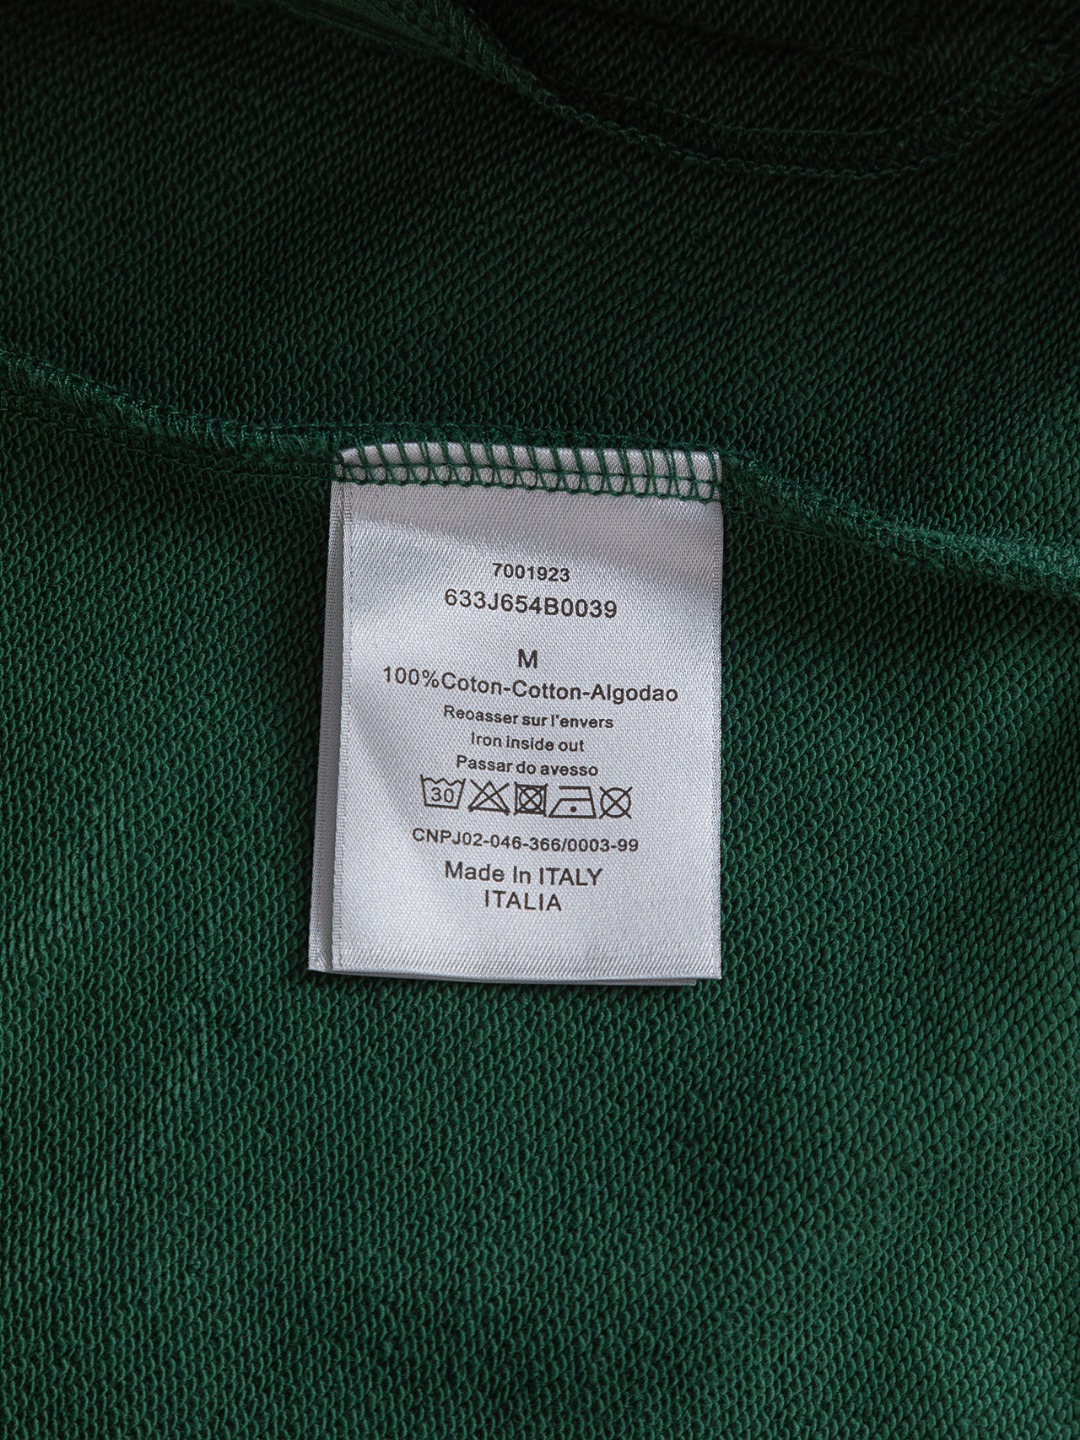 7001923
633J654B0039
M
100%Coton-Cotton-Algodao
Reoasser sur l'envers
Iron inside out
Passar do avesso
30
CNPJ02-046-366/0003-99
Made In ITALY
ITALIA